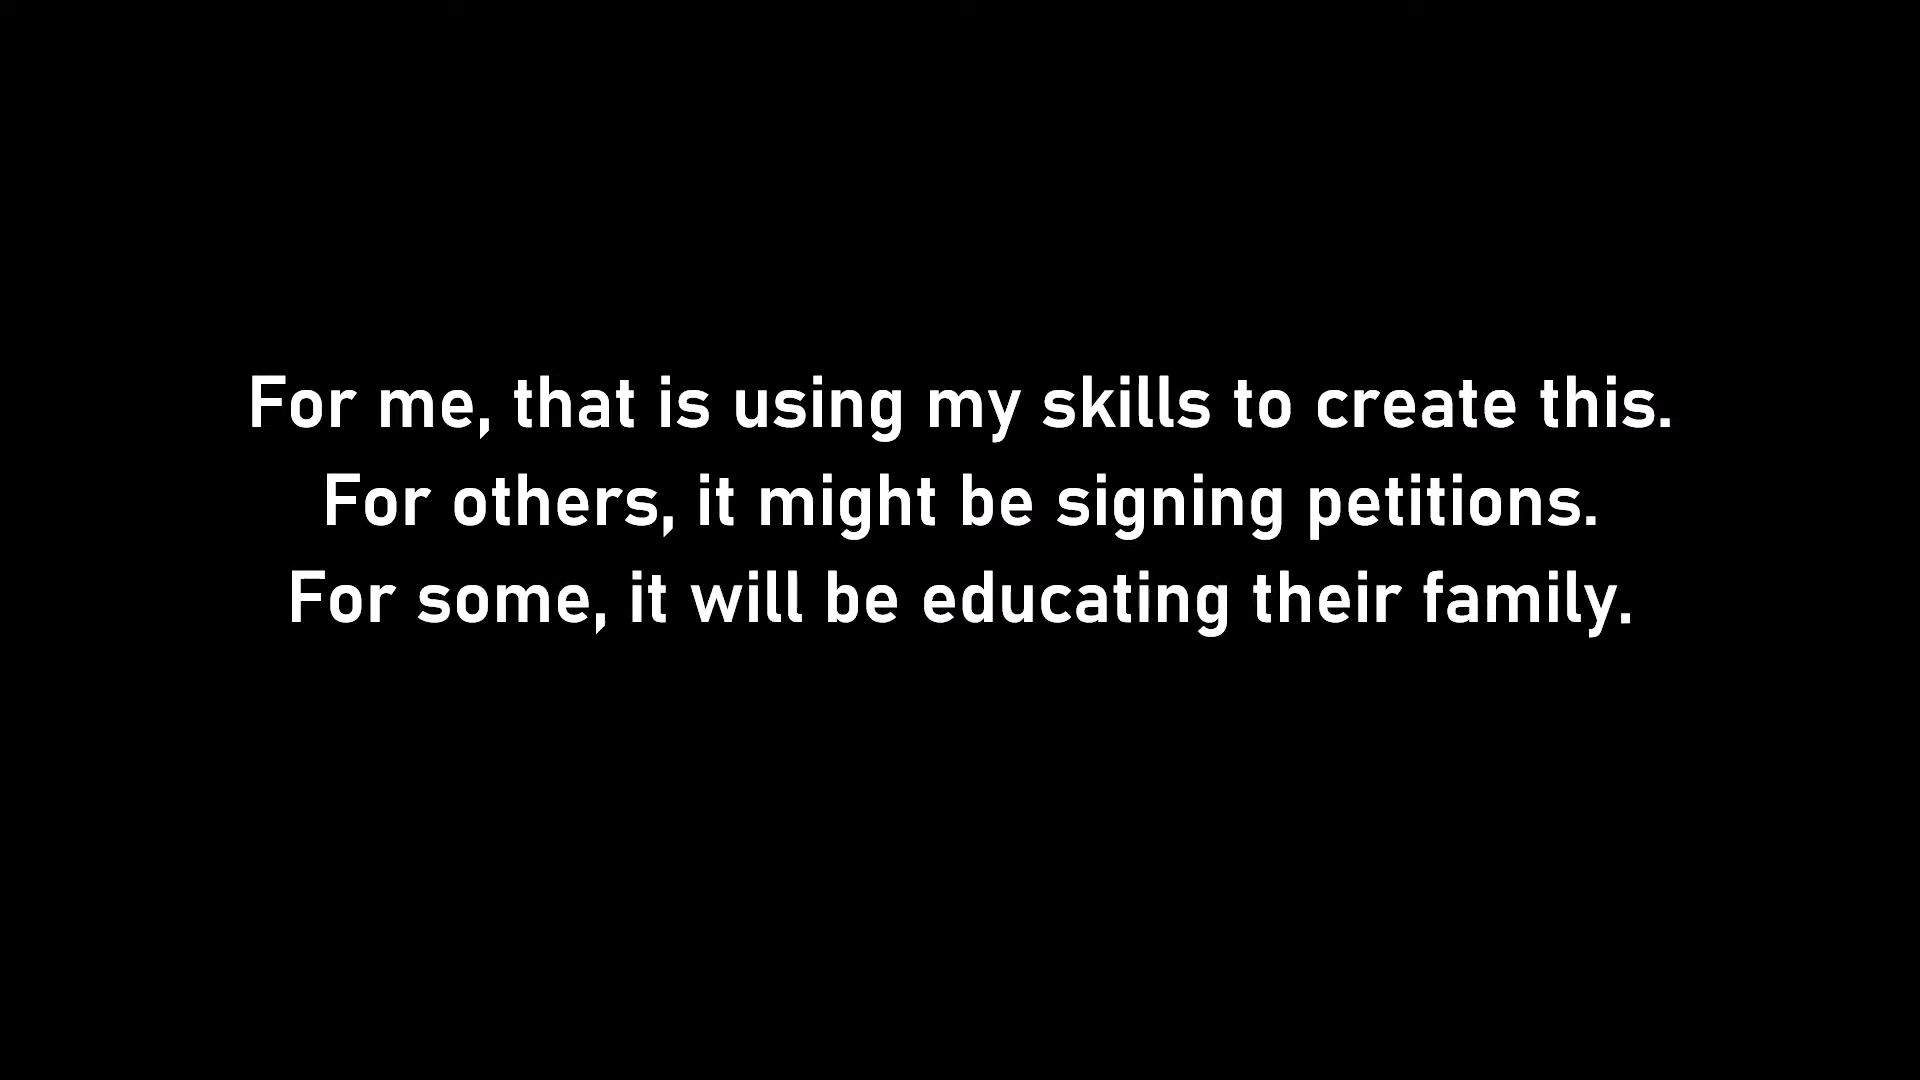 For me, that is using my skills to create this.
For others, it might be signing petitions.
For some, it will be educating their family.